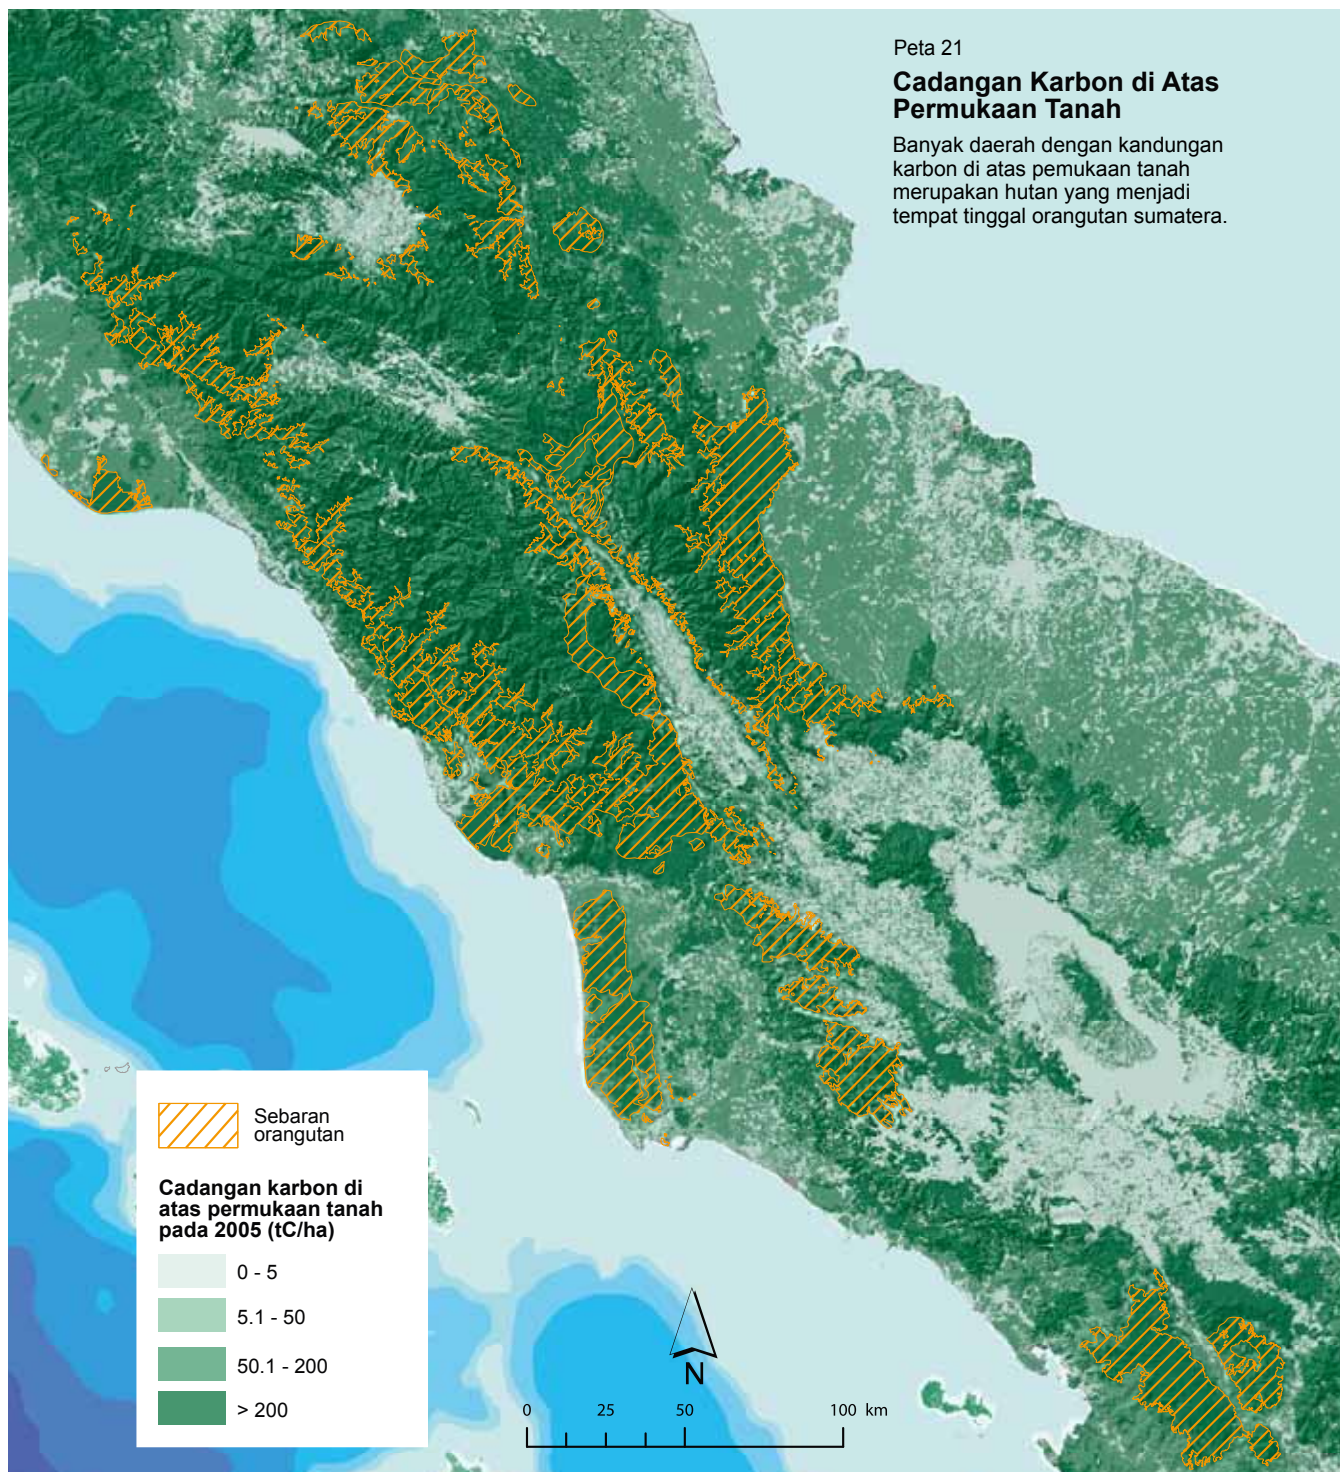 Peta 21
Cadangan Karbon di Atas
Permukaan Tanah
Banyak daerah dengan kandungan
karbon di atas pemukaan tanah
merupakan hutan yang menjadi
tempat tinggal orangutan sumatera.
Sebaran
orangutan
Cadangan karbon di
atas permukaan tanah
pada 2005 (tC/ha)
0 - 5
5.1 - 50
50.1 - 200
> 200
N
0 25 50 100 km